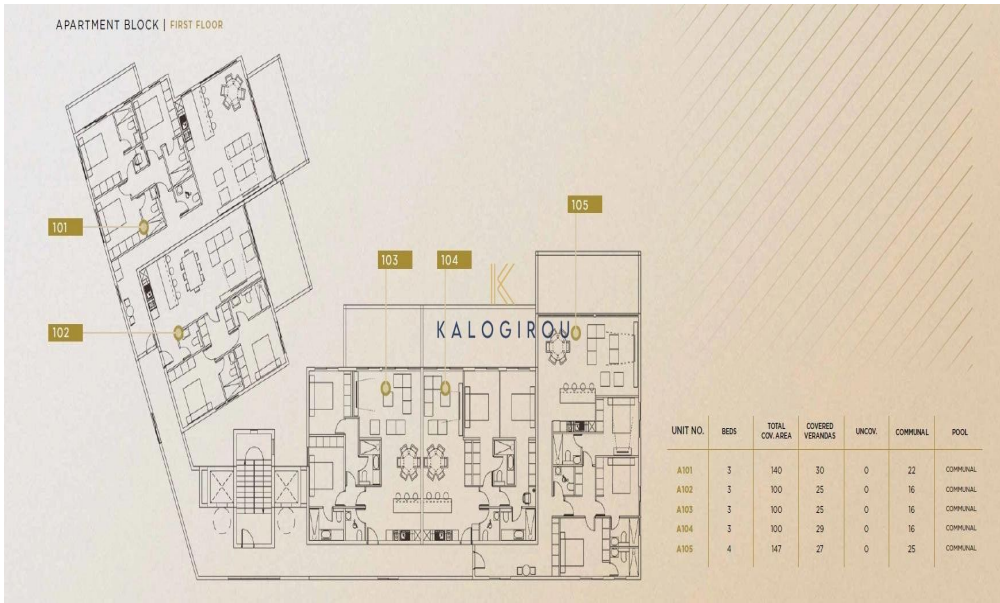 APARTMENT BLOCK | FIRST FLOOR
105
101
103 104
KALOGIROU
102
UNIT NO. BEDS TOTAL COV. AREA COVERED VERANDAS UNCOV. COMMUNAL POOL
A101 3 140 30 0 22 COMMUNAL
A102 3 100 25 0 16 COMMUNAL
A103 3 100 25 0 16 COMMUNAL
A104 3 100 29 0 16 COMMUNAL
A105 4 147 27 0 25 COMMUNAL